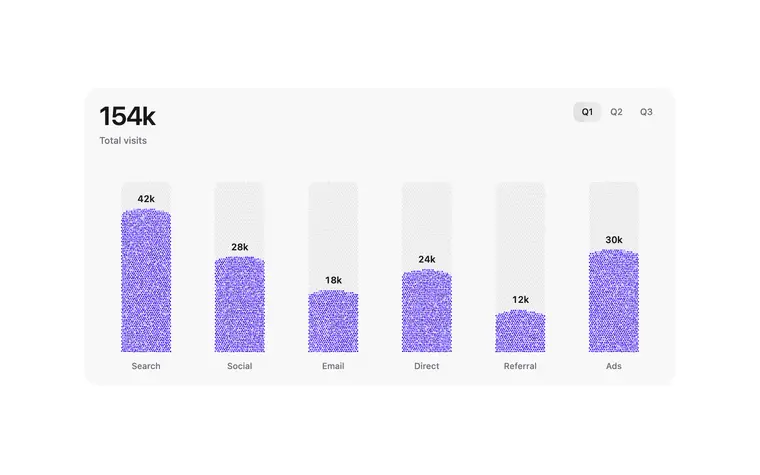 154k
Total visits
Q1 Q2 Q3
42k
28k
18k
24k
12k
30k
Search
Social
Email
Direct
Referral
Ads